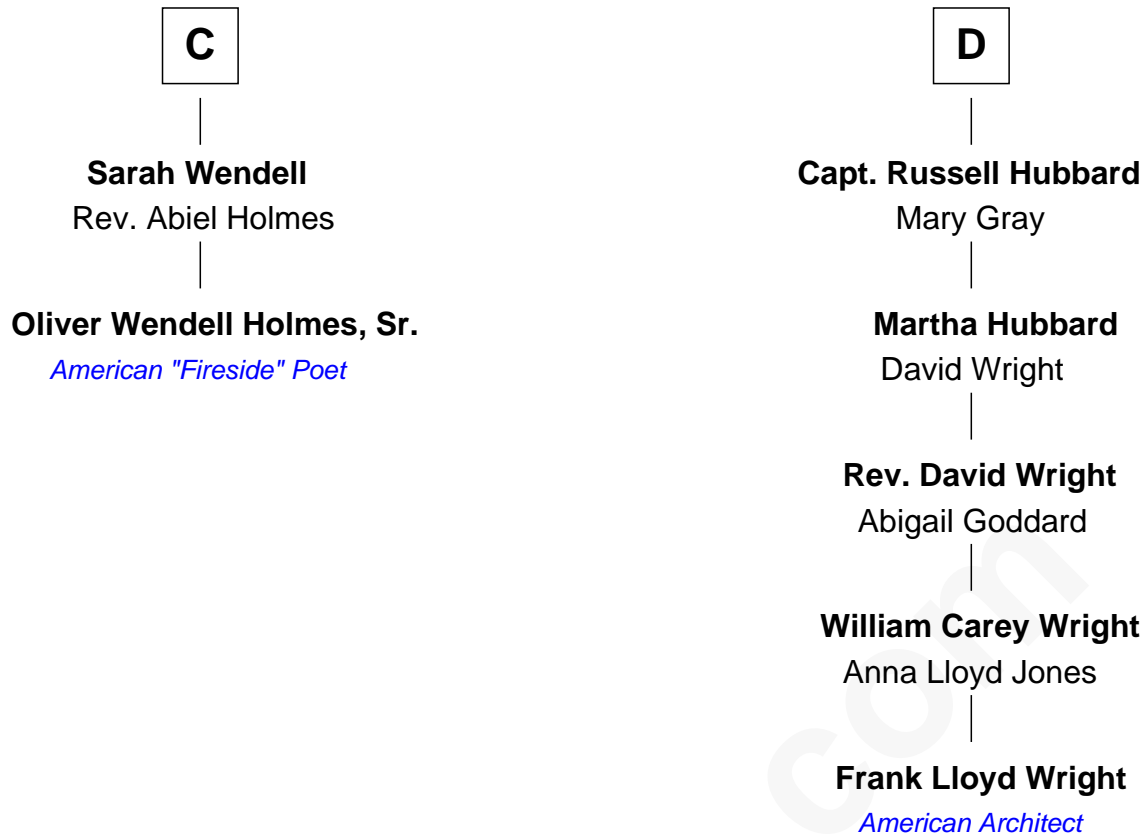 C
Sarah Wendell
Rev. Abiel Holmes
Oliver Wendell Holmes, Sr.
American "Fireside" Poet
D
Capt. Russell Hubbard
Mary Gray
Martha Hubbard
David Wright
Rev. David Wright
Abigail Goddard
William Carey Wright
Anna Lloyd Jones
Frank Lloyd Wright
American Architect
com